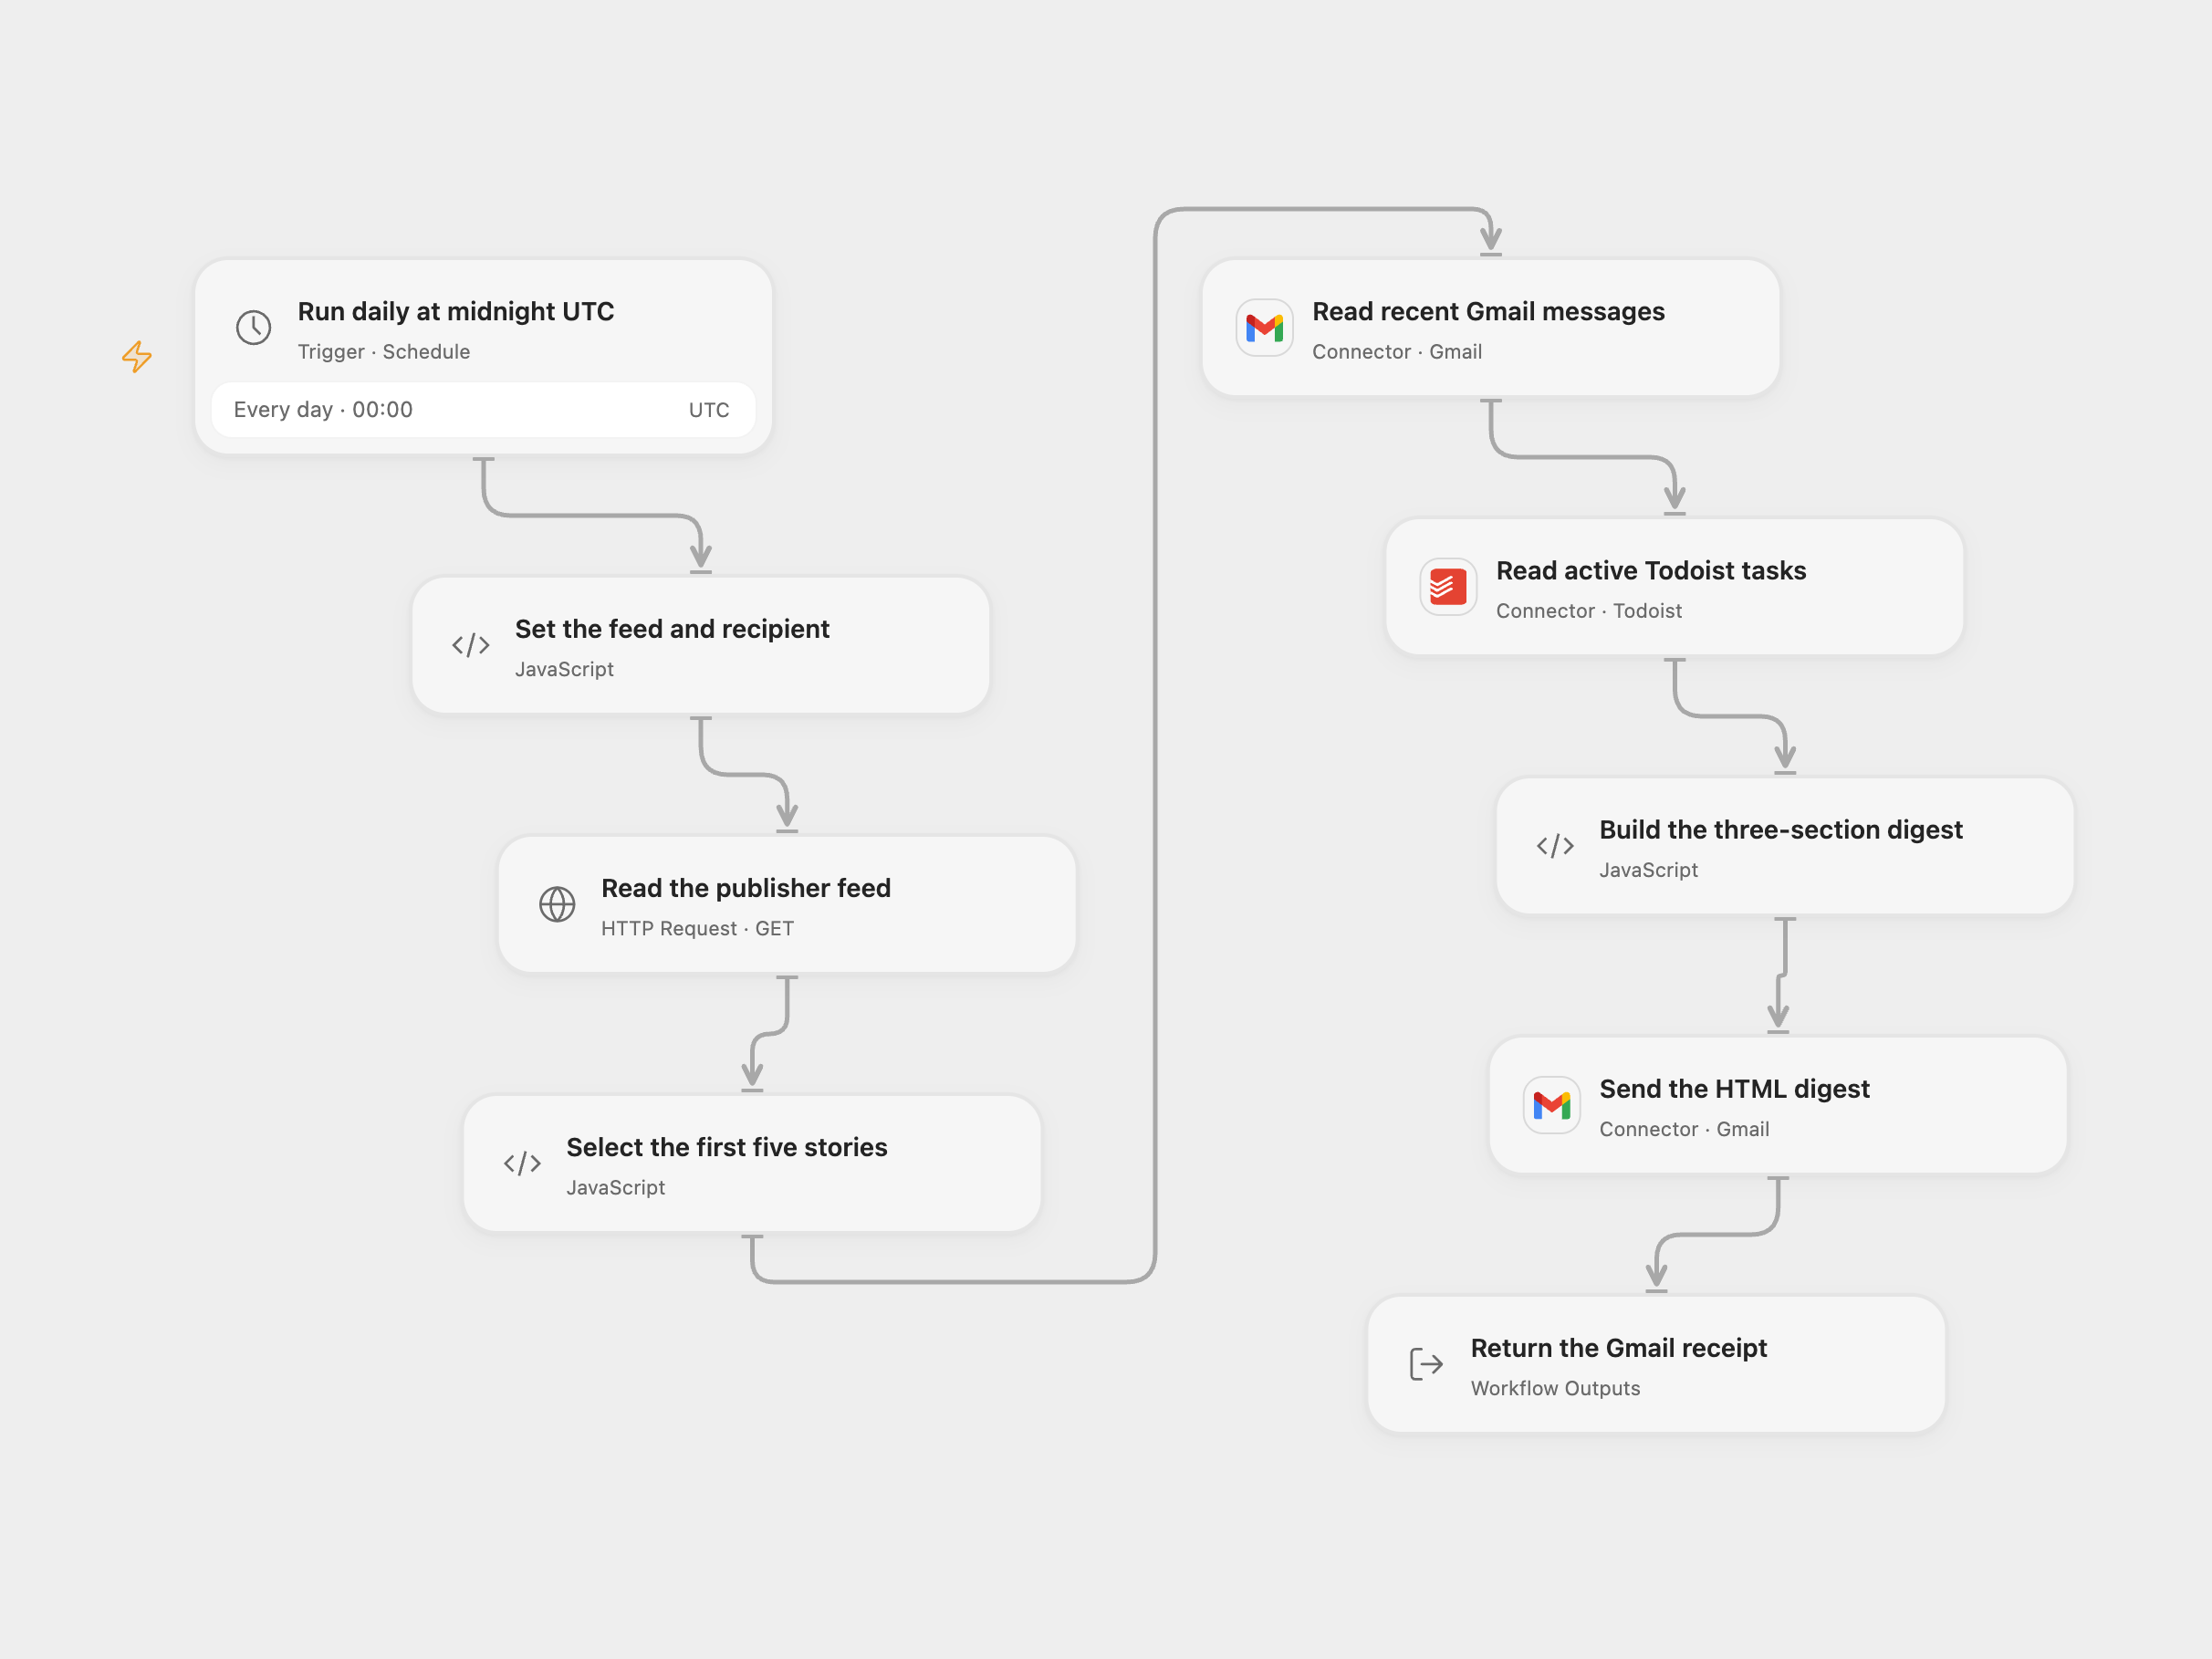 Run daily at midnight UTC
Trigger · Schedule
Every day · 00:00
UTC
Set the feed and recipient
JavaScript
Read the publisher feed
HTTP Request · GET
Select the first five stories
JavaScript
Read recent Gmail messages
Connector · Gmail
Read active Todoist tasks
Connector · Todoist
Build the three-section digest
JavaScript
Send the HTML digest
Connector · Gmail
Return the Gmail receipt
Workflow Outputs